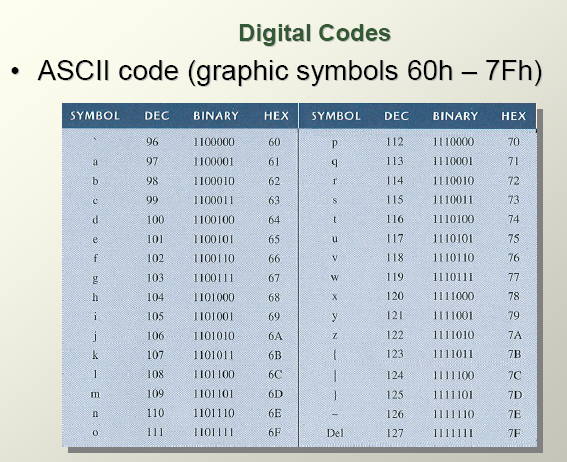 Digital Codes
• ASCII code (graphic symbols 60h – 7Fh)
SYMBOL DEC BINARY HEX SYMBOL DEC BINARY HEX
` 96 1100000 60 p 112 1110000 70
a 97 1100001 61 q 113 1110001 71
b 98 1100010 62 r 114 1110010 72
c 99 1100011 63 s 115 1110011 73
d 100 1100100 64 t 116 1110100 74
e 101 1100101 65 u 117 1110101 75
f 102 1100110 66 v 118 1110110 76
g 103 1100111 67 w 119 1110111 77
h 104 1101000 68 x 120 1111000 78
i 105 1101001 69 y 121 1111001 79
j 106 1101010 6A z 122 1111010 7A
k 107 1101011 6B { 123 1111011 7B
l 108 1101100 6C | 124 1111100 7C
m 109 1101101 6D } 125 1111101 7D
n 110 1101110 6E ~ 126 1111110 7E
o 111 1101111 6F Del 127 1111111 7F